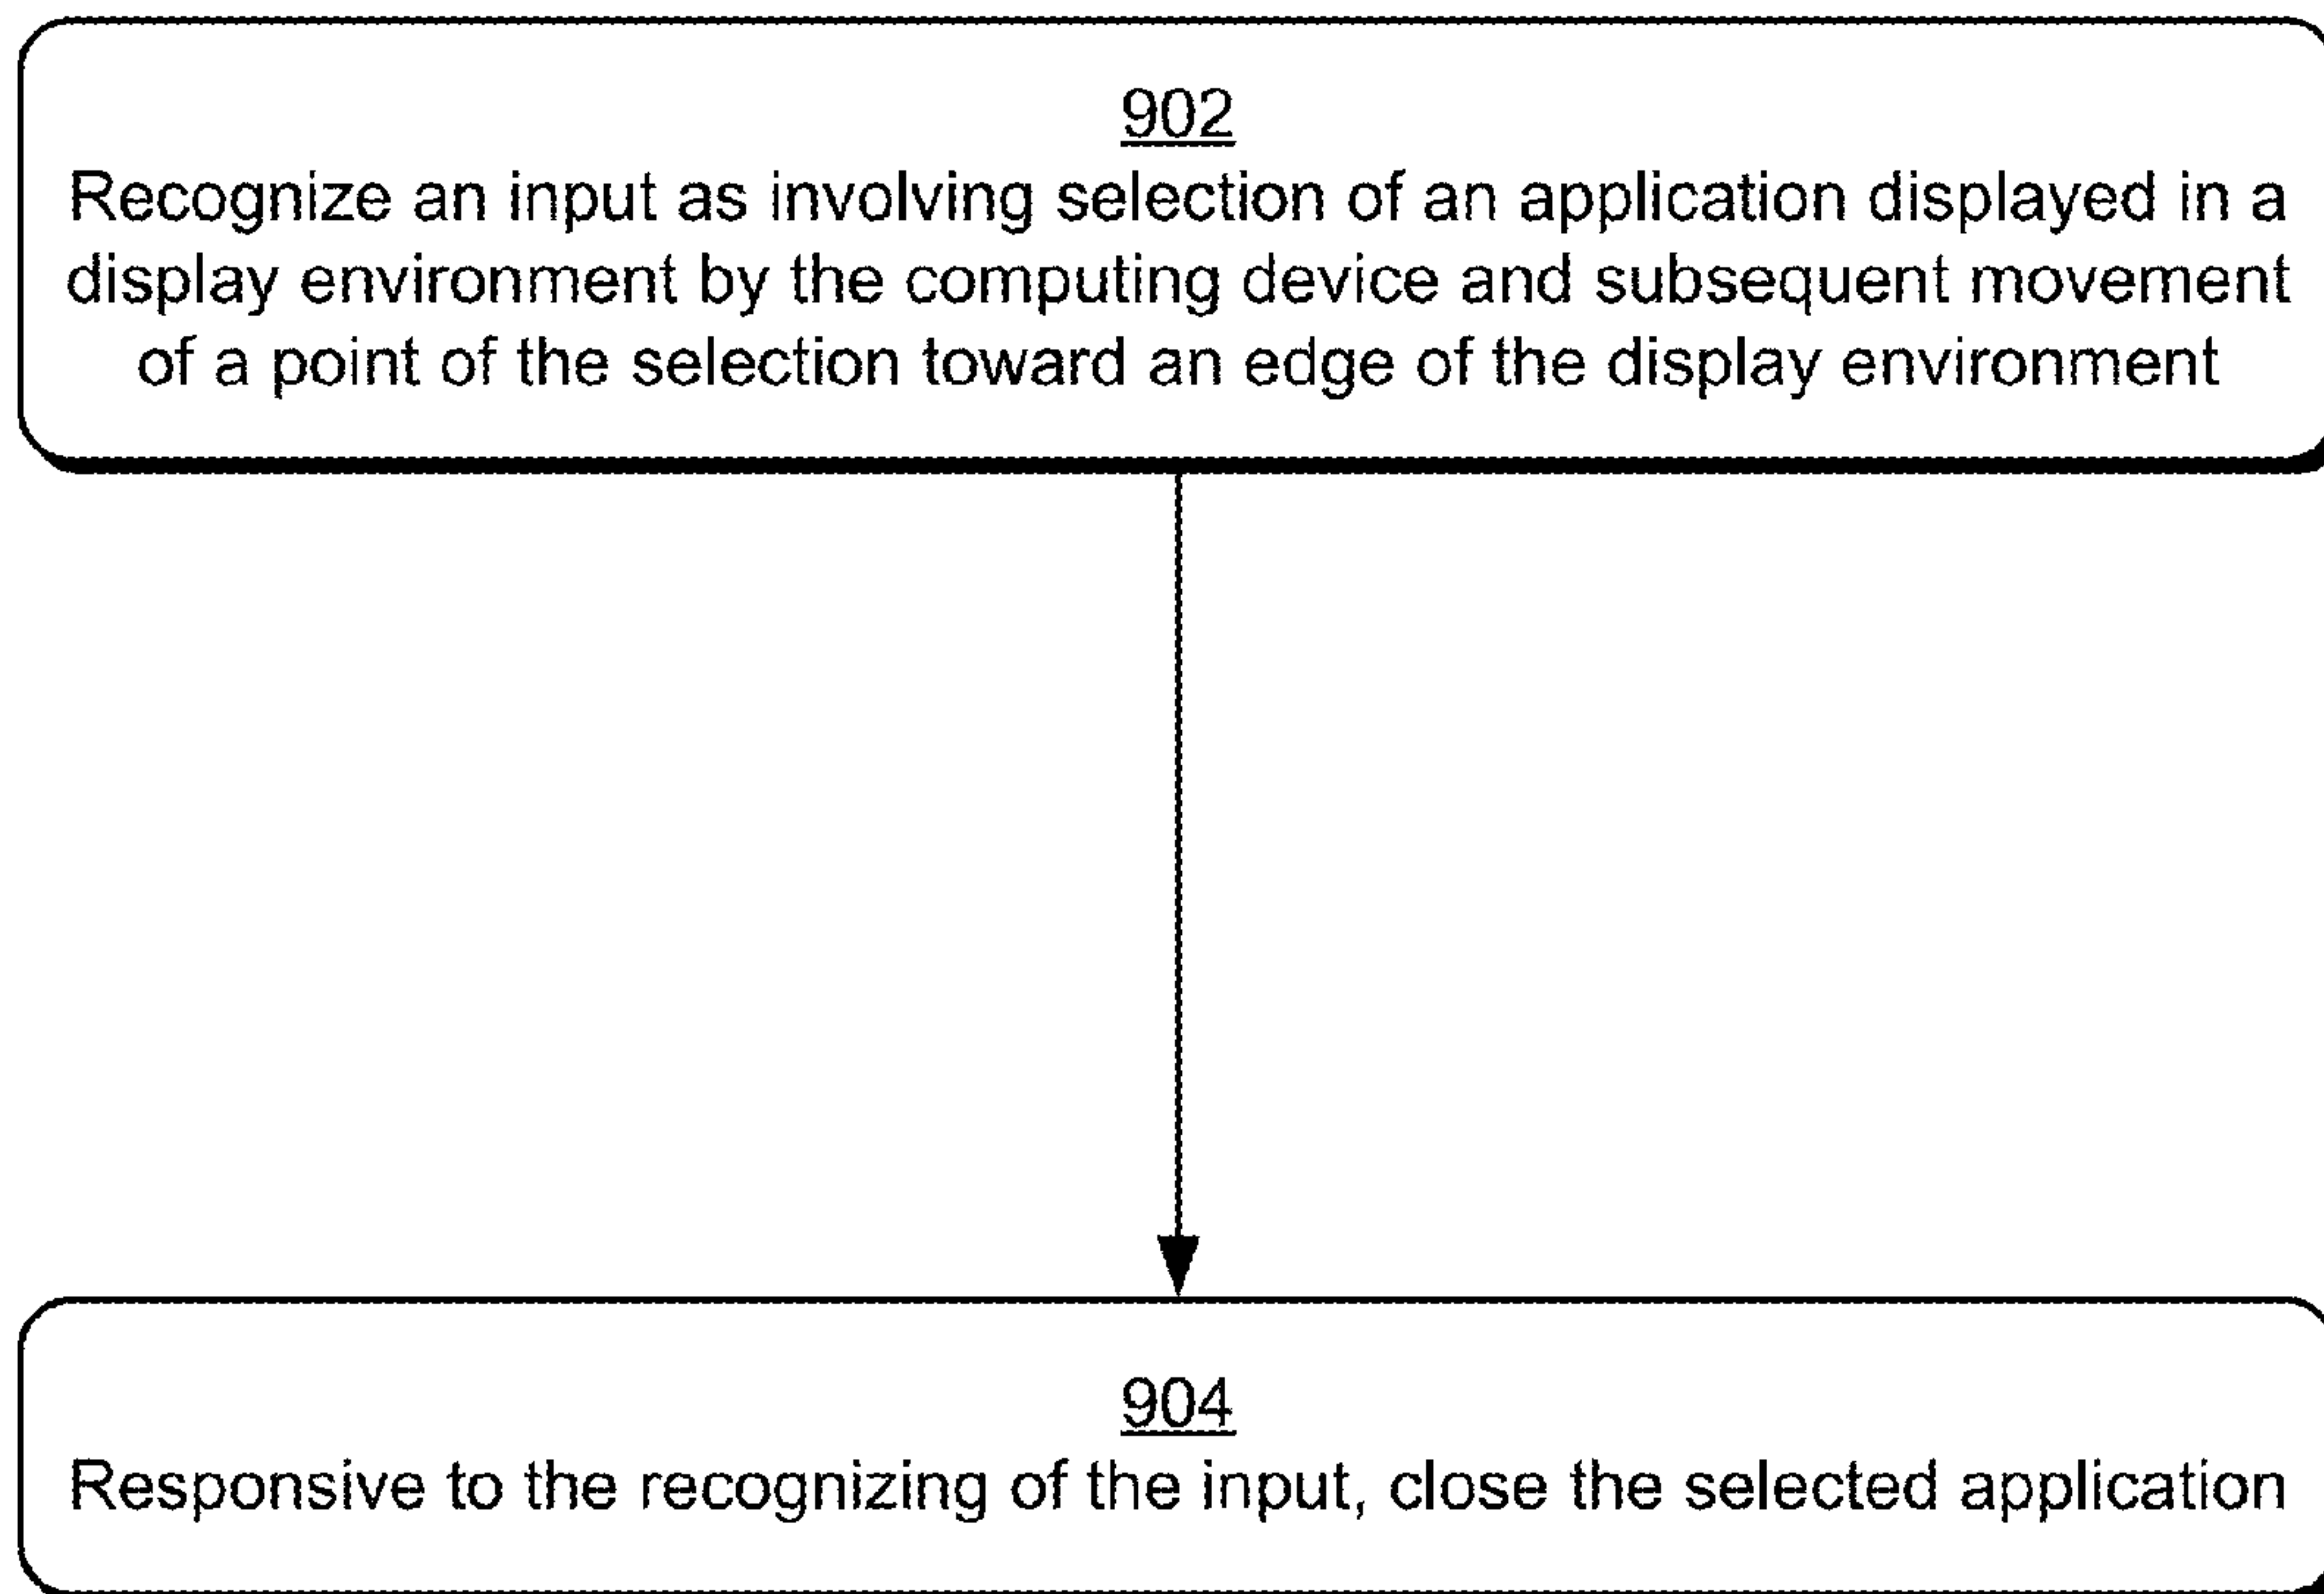 902
Recognize an input as involving selection of an application displayed in a
display environment by the computing device and subsequent movement
of a point of the selection toward an edge of the display environment
904
Responsive to the recognizing of the input, close the selected application